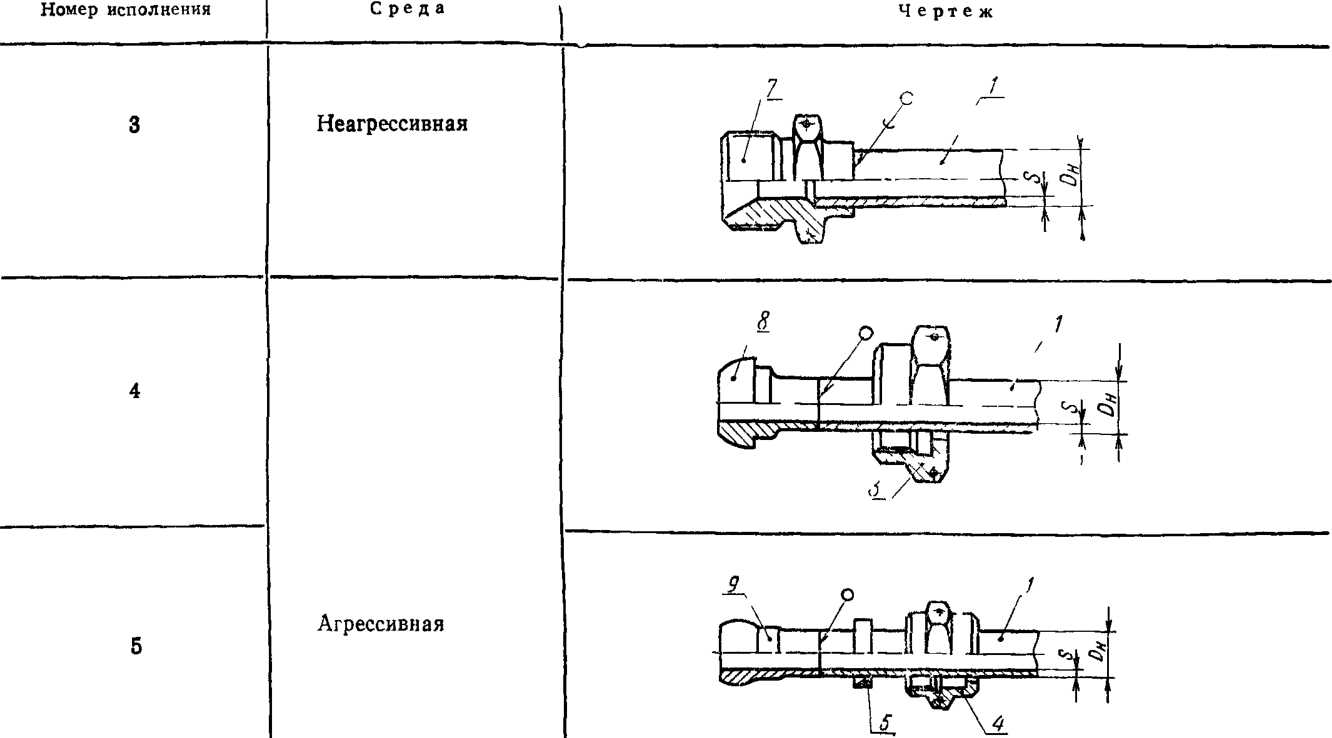 Номер исполнения Среда Чертеж
3 Неагрессивная
7 1
S Dн
4
8 1
S Dн
3
5 Агрессивная
9 1
S Dн
5 4